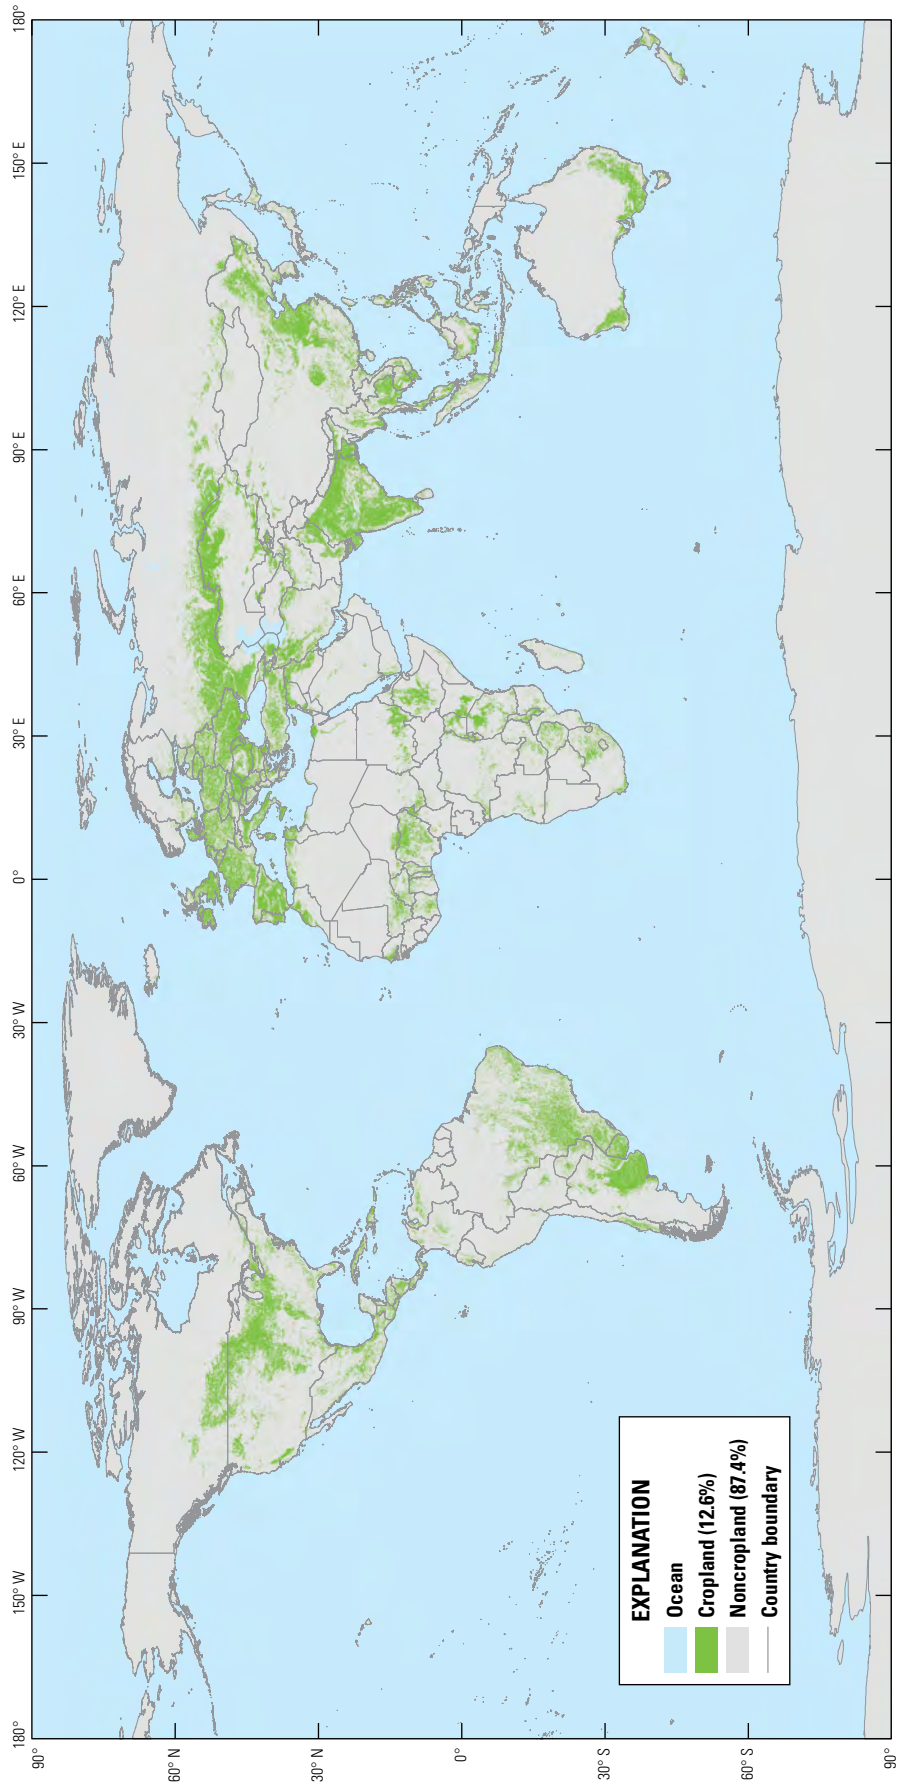 180°
150° W
120° W
90° W
60° W
30° W
0°
30° E
60° E
90° E
120° E
150° E
180°
90°
60° N
30° N
0°
30° S
60° S
90°
EXPLANATION
Ocean
Cropland (12.6%)
Noncropland (87.4%)
Country boundary